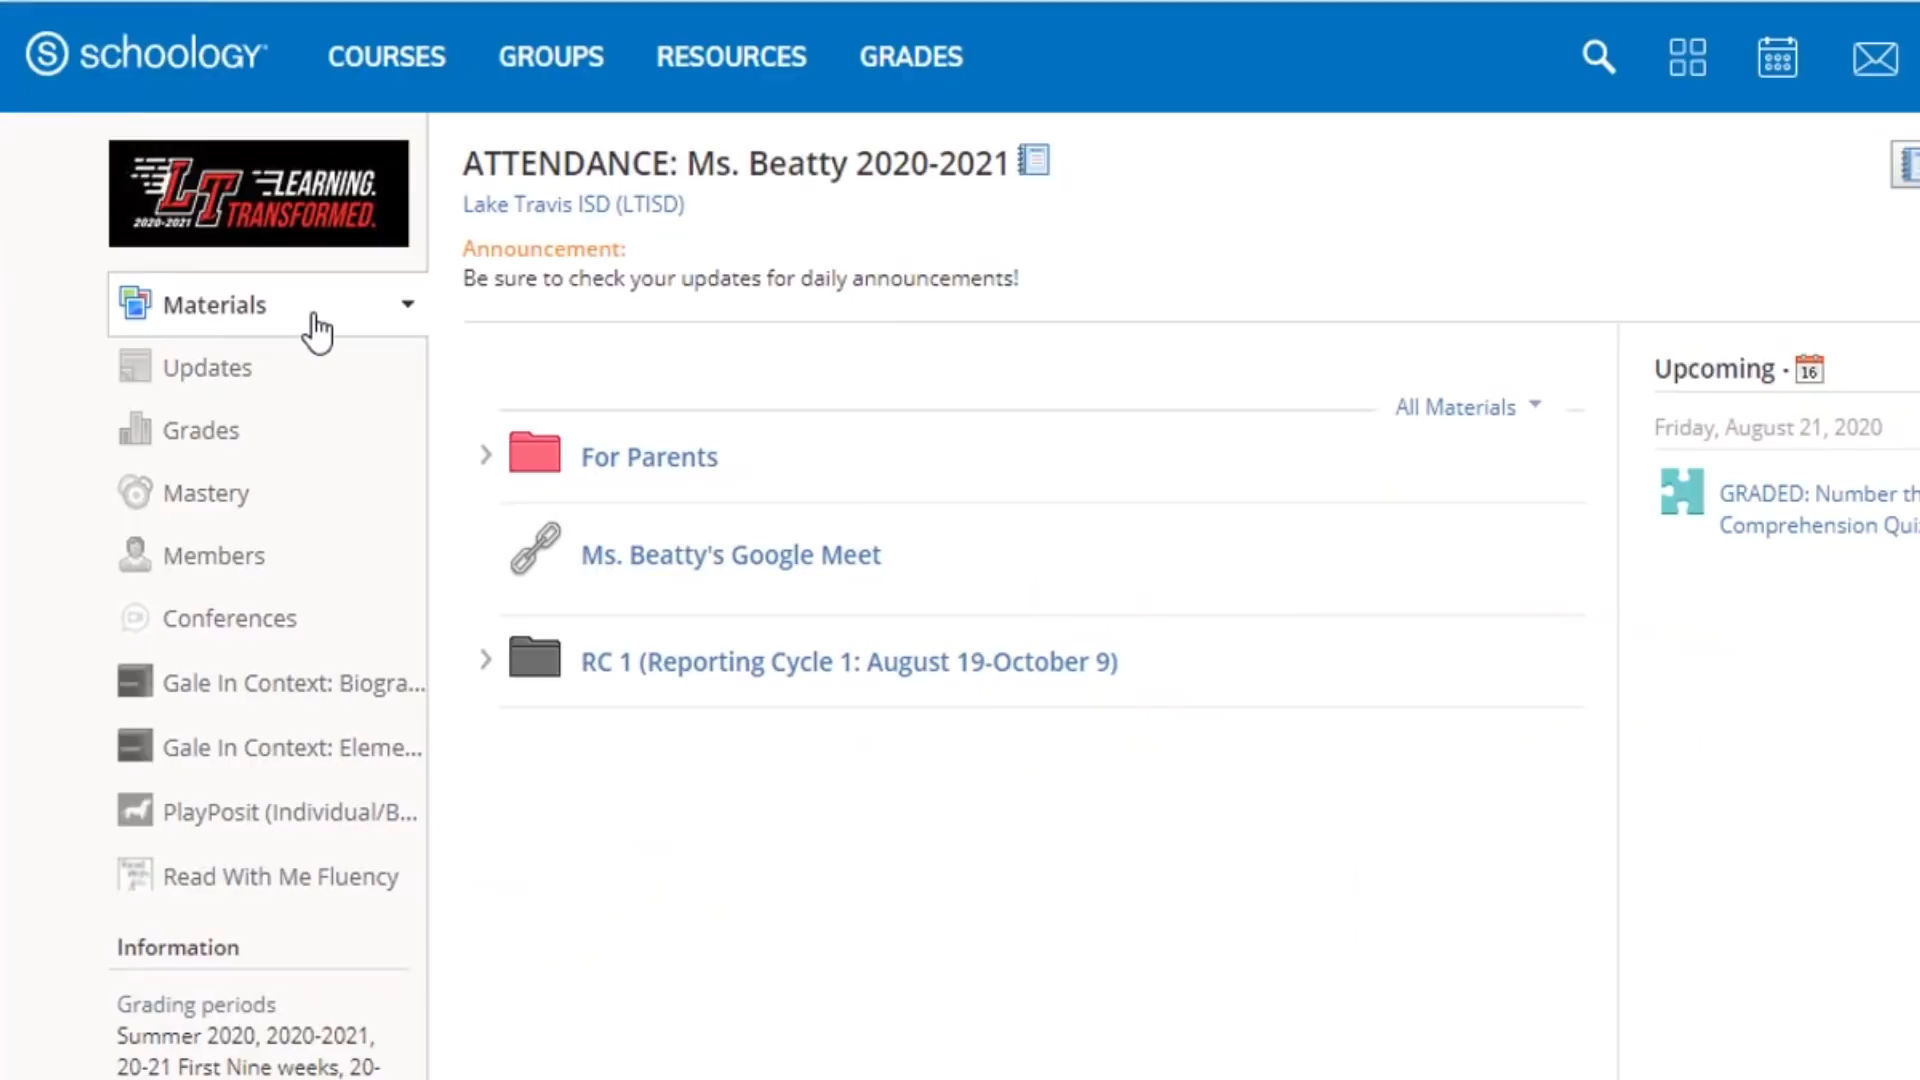 schoology
COURSES
GROUPS
RESOURCES
GRADES
LT LEARNING.
2020-2021 TRANSFORMED.
Materials
Updates
Grades
Mastery
Members
Conferences
Gale In Context: Biogra...
Gale In Context: Eleme...
PlayPosit (Individual/B...
Read With Me Fluency
Information
Grading periods
Summer 2020, 2020-2021,
20-21 First Nine weeks, 20-
ATTENDANCE: Ms. Beatty 2020-2021
Lake Travis ISD (LTISD)
Announcement:
Be sure to check your updates for daily announcements!
All Materials
For Parents
Ms. Beatty's Google Meet
RC 1 (Reporting Cycle 1: August 19-October 9)
Upcoming · 16
Friday, August 21, 2020
GRADED: Number th
Comprehension Qui